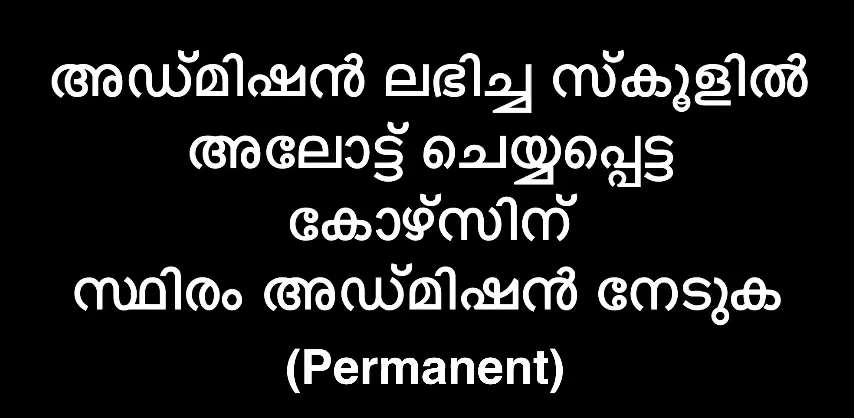 അഡ്മിഷൻ ലഭിച്ച സ്കൂളിൽ
അലോട്ട് ചെയ്യപ്പെട്ട
കോഴ്സിന്
സ്ഥിരം അഡ്മിഷൻ നേടുക
(Permanent)